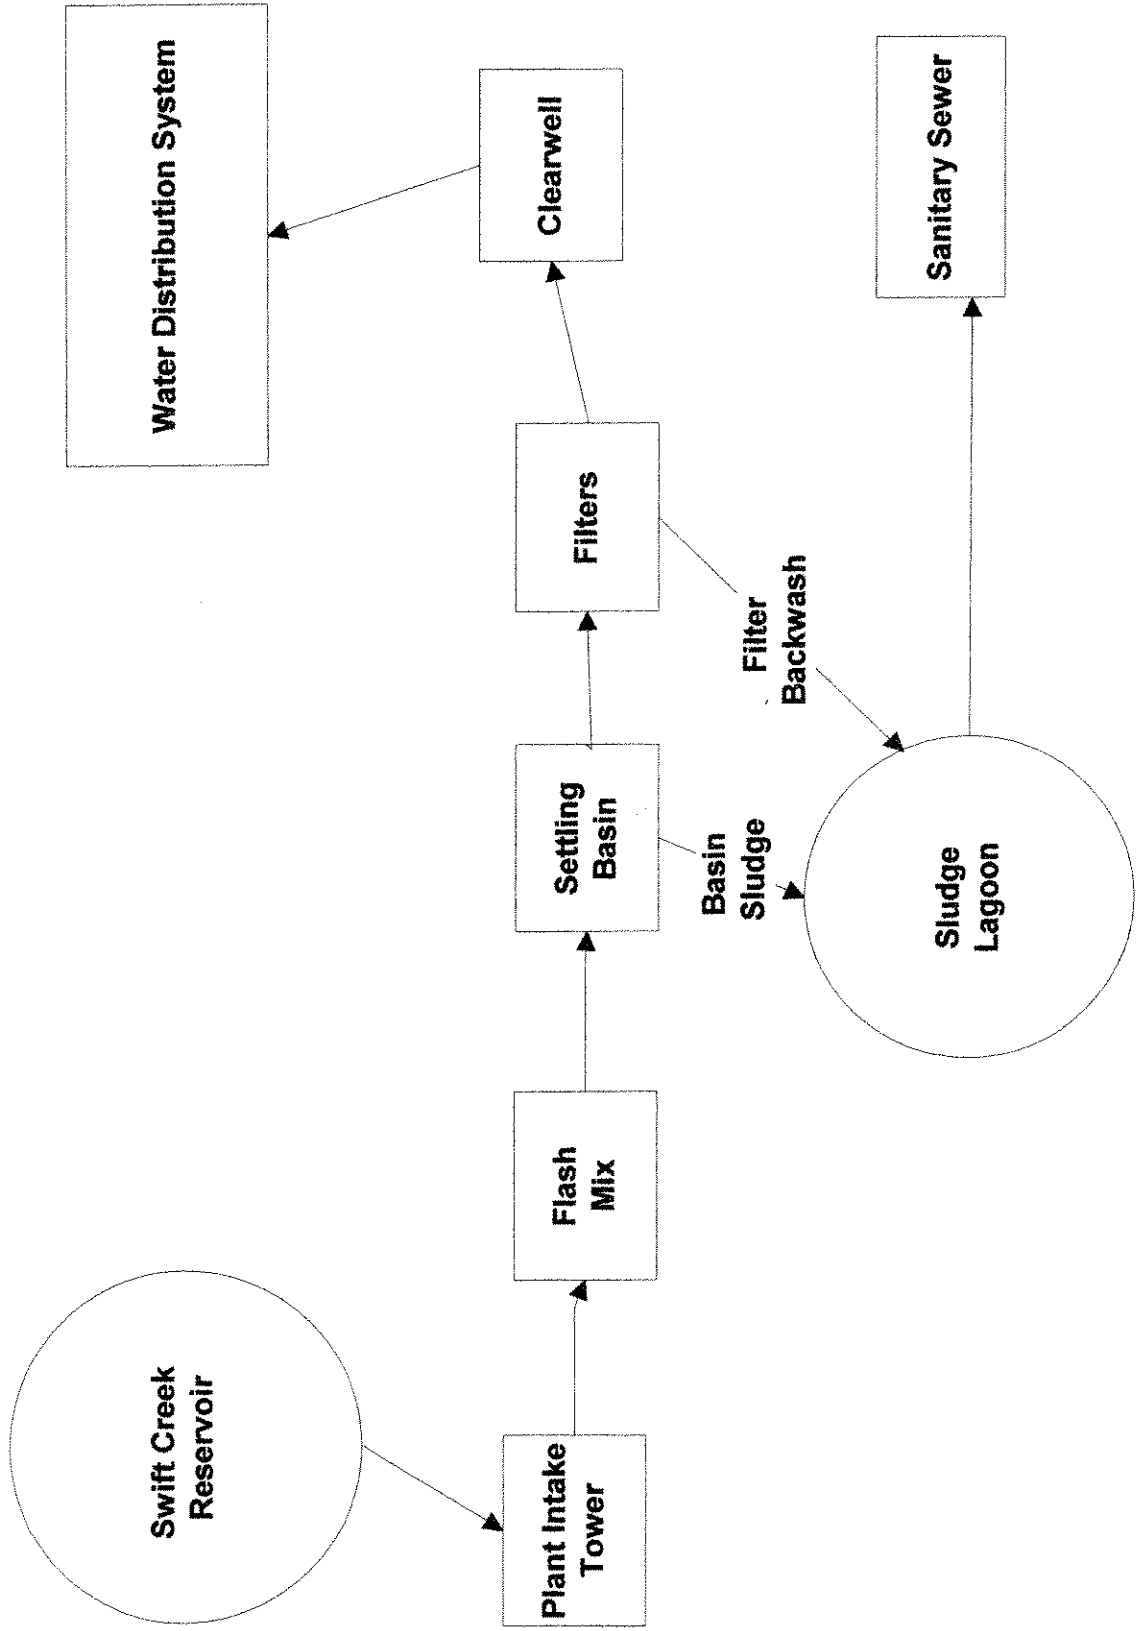 Swift Creek
Reservoir
Plant Intake
Tower
Flash
Mix
Settling
Basin
Filters
Clearwell
Water Distribution System
Basin
Sludge
Filter
Backwash
Sludge
Lagoon
Sanitary Sewer